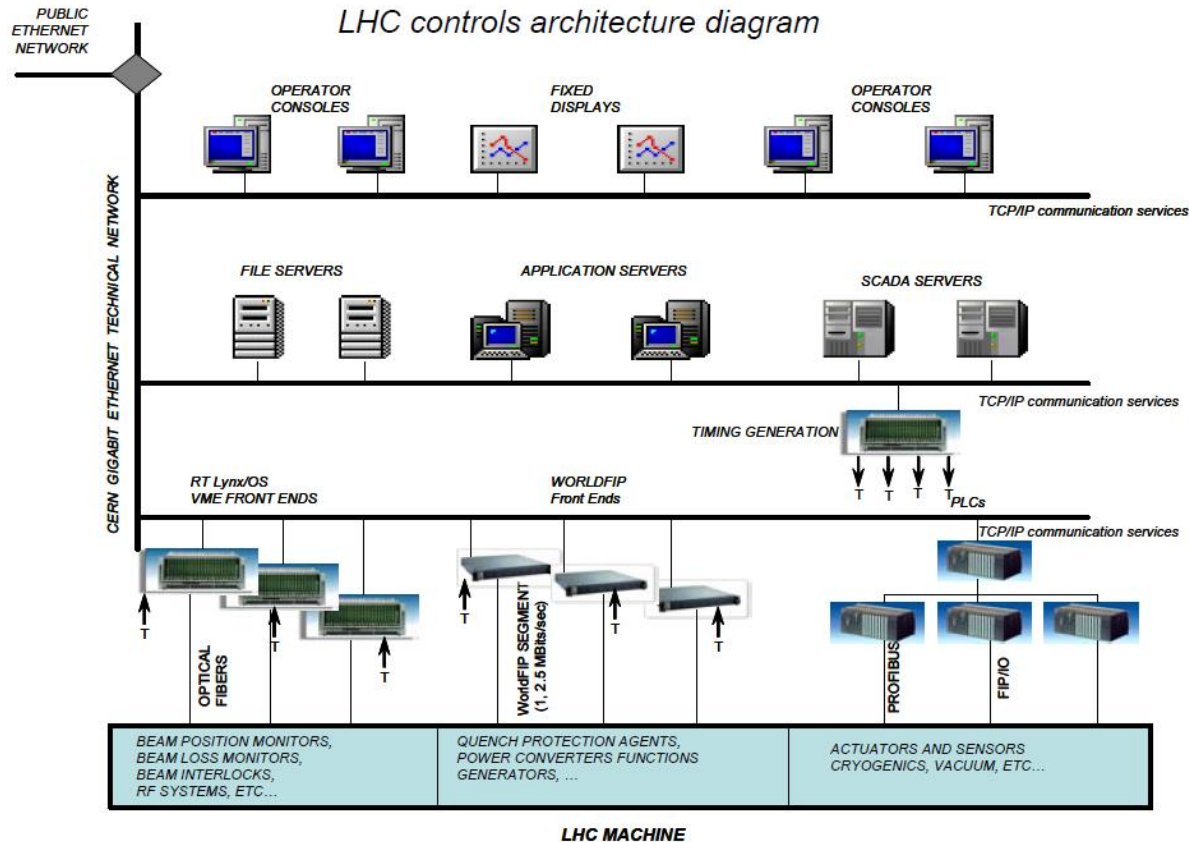 LHC controls architecture diagram
PUBLIC
ETHERNET
NETWORK
OPERATOR
CONSOLES
FIXED
DISPLAYS
OPERATOR
CONSOLES
TCP/IP communication services
CERN GIGABIT ETHERNET TECHNICAL NETWORK
FILE SERVERS
APPLICATION SERVERS
SCADA SERVERS
TCP/IP communication services
TIMING GENERATION
T
T
T
T
RT Lynx/OS
VME FRONT ENDS
WORLDFIP
Front Ends
PLCs
TCP/IP communication services
T
T
T
T
T
T
OPTICAL
FIBERS
WorldFIP SEGMENT
(1, 2.5 MBits/sec)
PROFIBUS
FIP/IO
BEAM POSITION MONITORS,
BEAM LOSS MONITORS,
BEAM INTERLOCKS,
RF SYSTEMS, ETC…
QUENCH PROTECTION AGENTS,
POWER CONVERTERS FUNCTIONS
GENERATORS, …
ACTUATORS AND SENSORS
CRYOGENICS, VACUUM, ETC…
LHC MACHINE